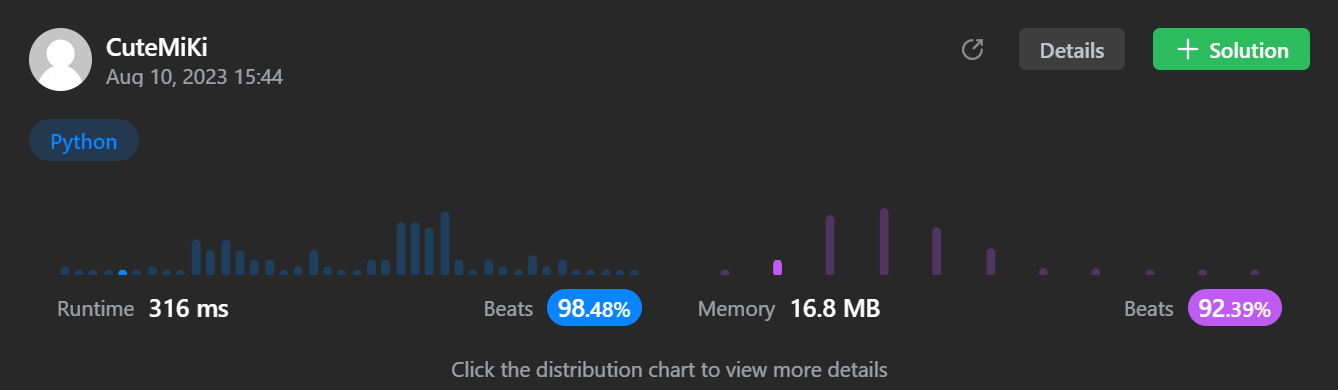 CuteMiKi
Aug 10, 2023 15:44
Details
+ Solution
Python
Runtime 316 ms
Beats 98.48%
Memory 16.8 MB
Beats 92.39%
Click the distribution chart to view more details